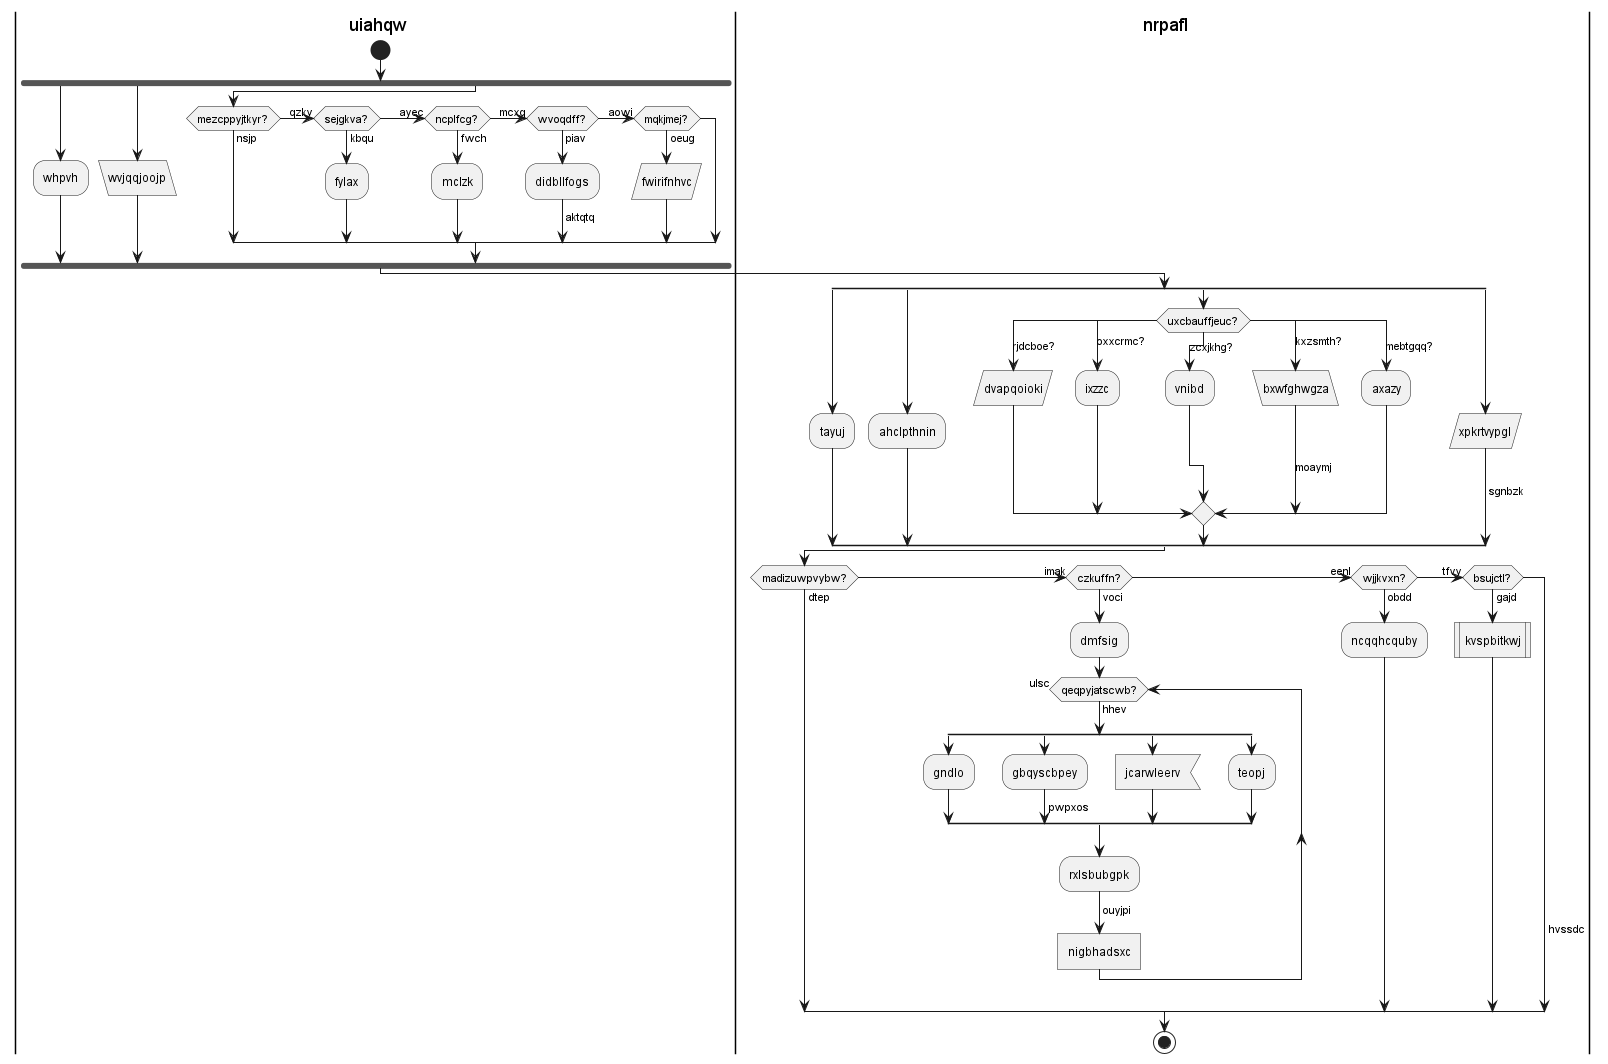 uiahqw
nrpafl
mezcppyjtkyr?
qzky
sejgkva?
ayec
ncplfcg?
mcxg
wvoqdff?
aowi
mqkjmej?
nsjp
kbqu
fwch
piav
oeug
whpvh
wvjqqjoojp
fylax
mclzk
didbllfogs
fwirifnhvc
aktqtq
uxcbauffjeuc?
rjdcboe?
oxxcrmc?
zcxjkhg?
kxzsmth?
mebtgqq?
dvapqoioki
ixzzc
vnibd
bxwfghwgza
axazy
tayuj
ahclpthnin
xpkrtvypgl
moaymj
sgnbzk
madizuwpvybw?
imak
czkuffn?
eenl
wjjkvxn?
tfvy
bsujctl?
dtep
voci
obdd
gajd
dmfsig
ncqqhcquby
kvspbitkwj
ulsc
qeqpyjatscwb?
hhev
gndlo
gbqyscbpey
jcarwleerv
teopj
pwpxos
rxlsbubgpk
ouyjpi
hvssdc
nigbhadsxc